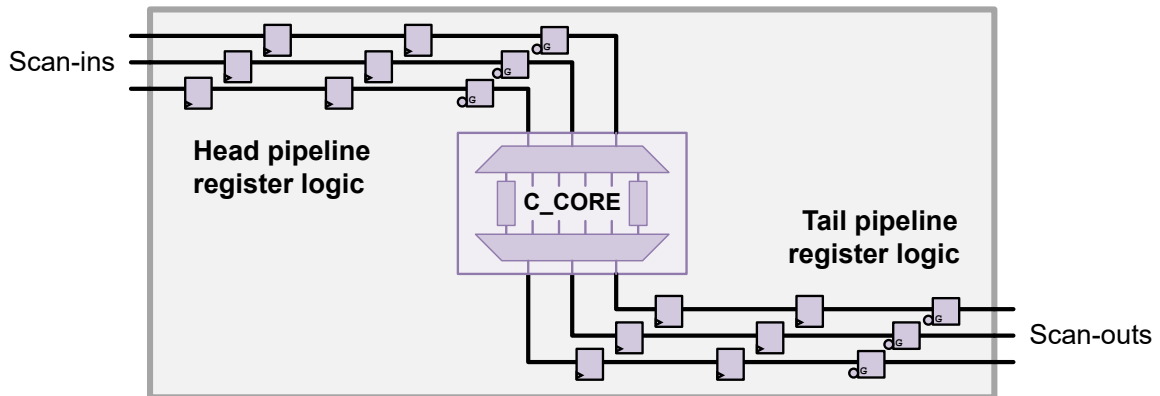 G
Scan-ins
G
G
Head pipeline
register logic
C_CORE
Tail pipeline
register logic
G
G
Scan-outs
G